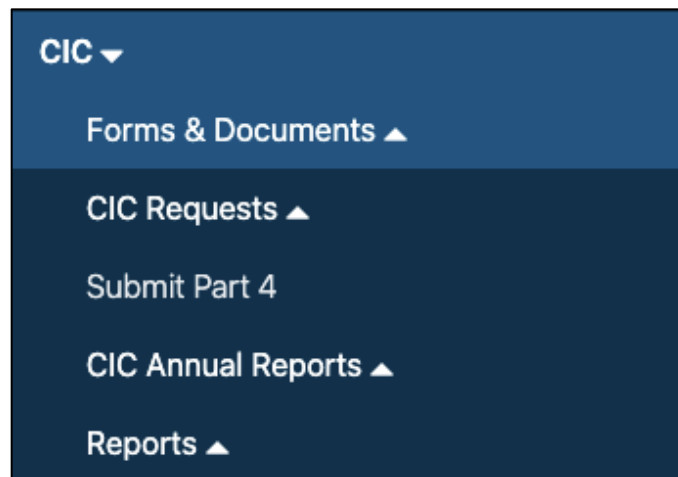 CIC
Forms & Documents
CIC Requests
Submit Part 4
CIC Annual Reports
Reports